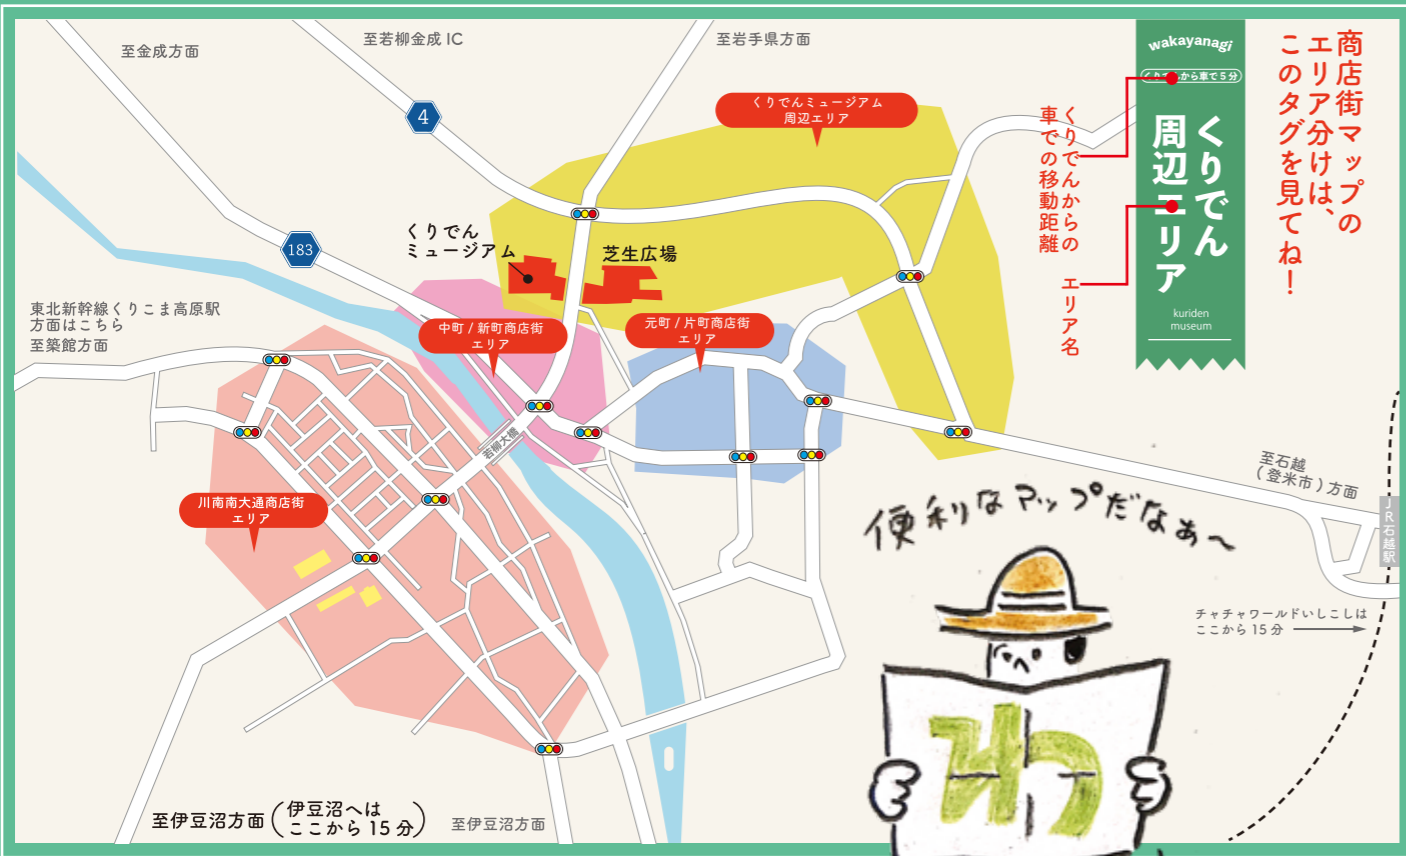 至金成方面
至若柳金成IC
至岩手県方面
4
183
くりでんミュージアム
周辺エリア
くりでん
ミュージアム
芝生広場
東北新幹線くりこま高原駅
方面はこちら
至築館方面
中町 / 新町商店街
エリア
元町 / 片町商店街
エリア
若柳大橋
川南南大通商店街
エリア
至伊豆沼方面(伊豆沼へは
ここから15分)
至伊豆沼方面
商店街マップの
エリア分けは、
このタグを見てね!
wakayanagi
くりでんから車で5分
くりでん
周辺エリア
kuriden
museum
くりでんからの
車での移動距離
エリア名
至石越
(登米市)方面
JR石越駅
チャチャワールドいしこしは
ここから15分
便利なマップだなぁ〜
わ